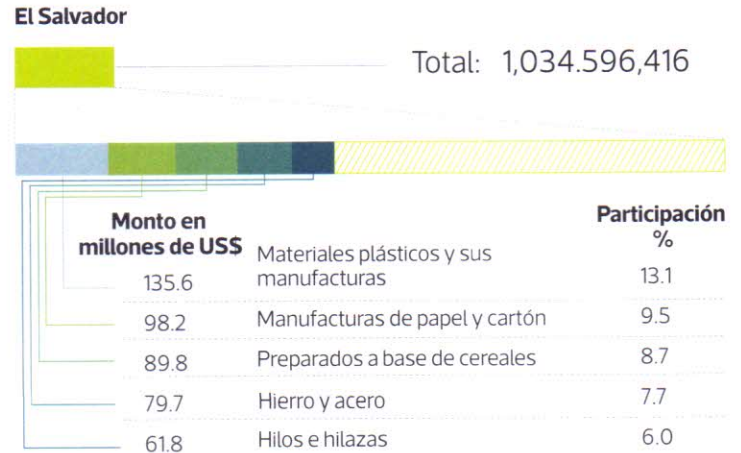 El Salvador
Total: 1,034.596,416
Monto en
millones de US$
Participación
%
Materiales plásticos y sus
manufacturas
135.6
13.1
98.2 Manufacturas de papel y cartón 9.5
89.8 Preparados a base de cereales 8.7
79.7 Hierro y acero 7.7
61.8 Hilos e hilazas 6.0